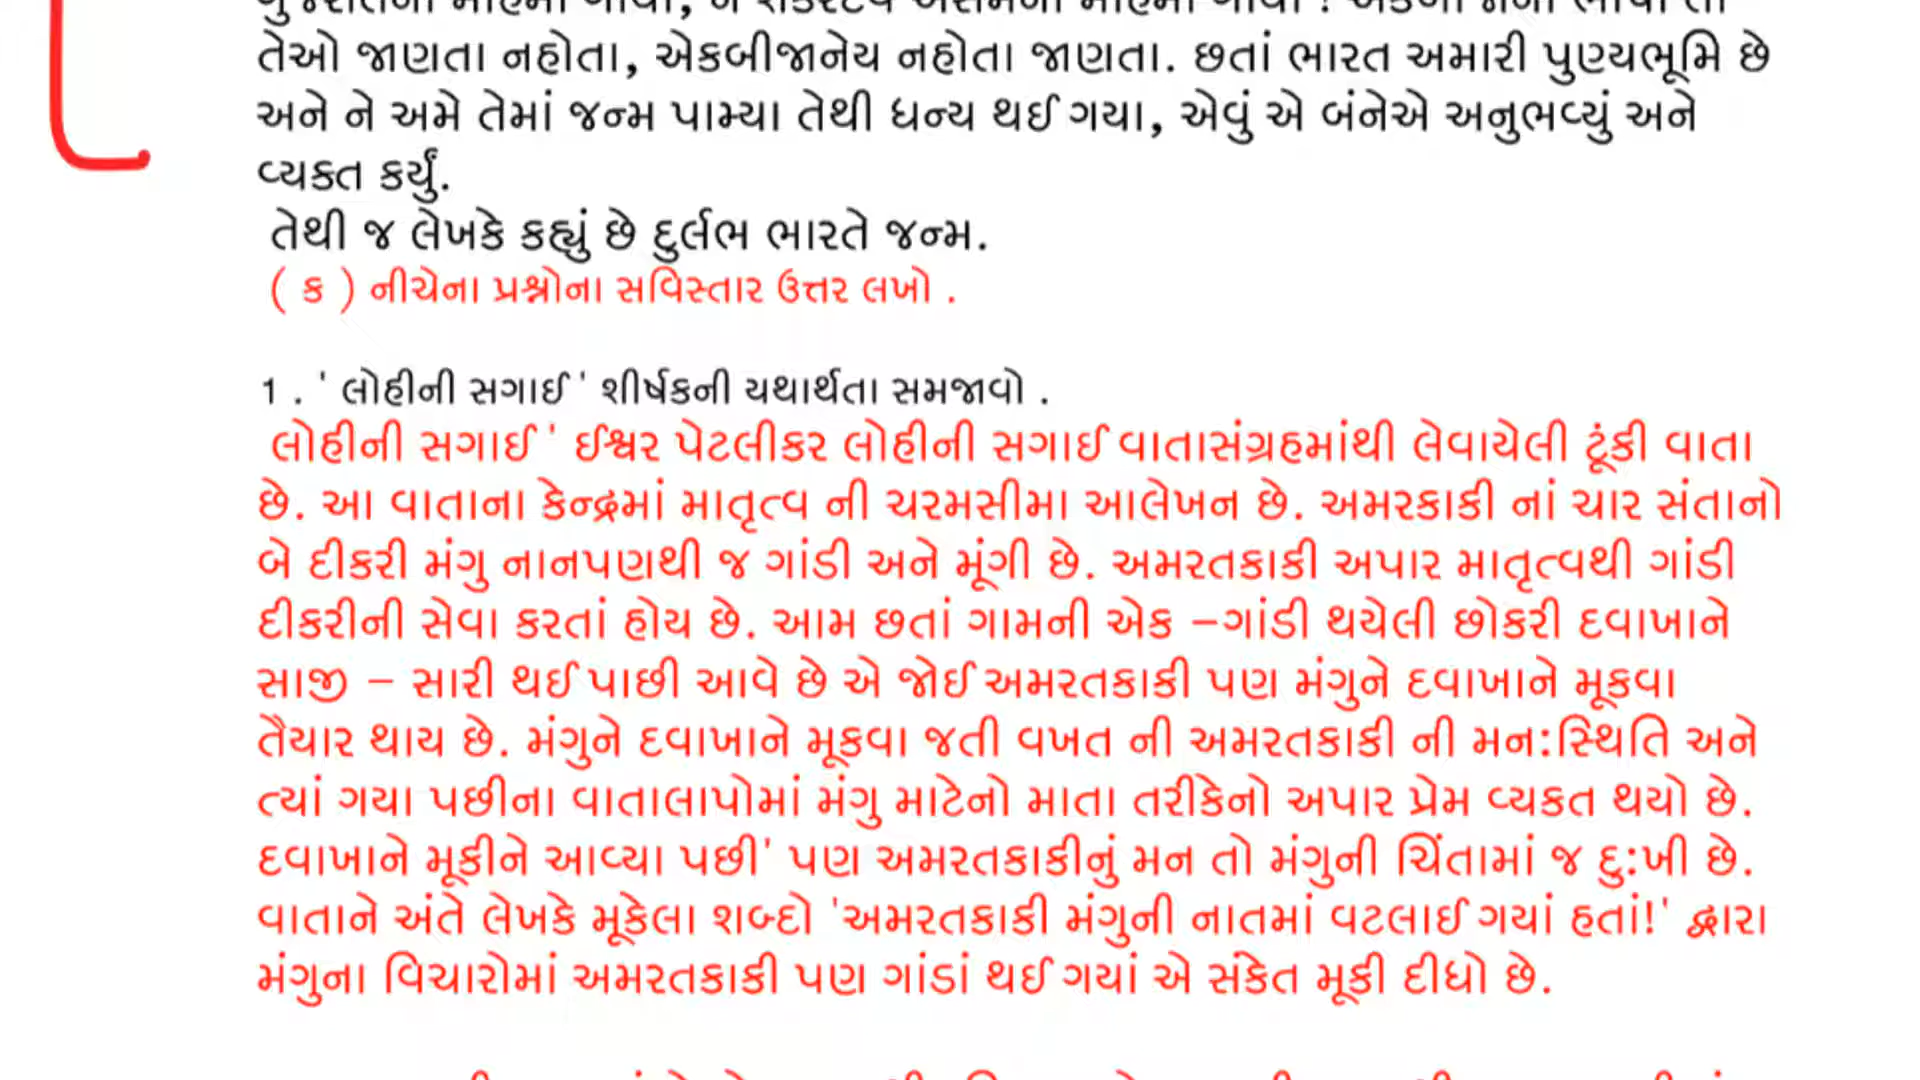 તેઓ જાણતા નહોતા, એકબીજાનેય નહોતા જાણતા. છતાં ભારત અમારી પુણ્યભૂમિ છે
અને ને અમે તેમાં જન્મ પામ્યા તેથી ધન્ય થઈ ગયા, એવું એ બંનેએ અનુભવ્યું અને
વ્યક્ત કર્યું.
તેથી જ લેખકે કહ્યું છે દુર્લભ ભારતે જન્મ.
( ક ) નીચેના પ્રશ્નોના સવિસ્તાર ઉત્તર લખો .
1 . ' લોહીની સગાઈ ' શીર્ષકની યથાર્થતા સમજાવો .
લોહીની સગાઈ ' ઈશ્વર પેટલીકર લોહીની સગાઈ વાતાસંગ્રહમાંથી લેવાયેલી ટૂંકી વાતા
છે. આ વાતાના કેન્દ્રમાં માતૃત્વ ની ચરમસીમા આલેખન છે. અમરકાકી નાં ચાર સંતાનો
બે દીકરી મંગુ નાનપણથી જ ગાંડી અને મૂંગી છે. અમરતકાકી અપાર માતૃત્વથી ગાંડી
દીકરીની સેવા કરતાં હોય છે. આમ છતાં ગામની એક –ગાંડી થયેલી છોકરી દવાખાને
સાજી – સારી થઈ પાછી આવે છે એ જોઈ અમરતકાકી પણ મંગુને દવાખાને મૂકવા
તૈયાર થાય છે. મંગુને દવાખાને મૂકવા જતી વખત ની અમરતકાકી ની મન:સ્થિતિ અને
ત્યાં ગયા પછીના વાતાલાપોમાં મંગુ માટેનો માતા તરીકેનો અપાર પ્રેમ વ્યકત થયો છે.
દવાખાને મૂકીને આવ્યા પછી' પણ અમરતકાકીનું મન તો મંગુની ચિંતામાં જ દુ:ખી છે.
વાતાને અંતે લેખકે મૂકેલા શબ્દો 'અમરતકાકી મંગુની નાતમાં વટલાઈ ગયાં હતાં!' દ્વારા
મંગુના વિચારોમાં અમરતકાકી પણ ગાંડાં થઈ ગયાં એ સંકેત મૂકી દીધો છે.